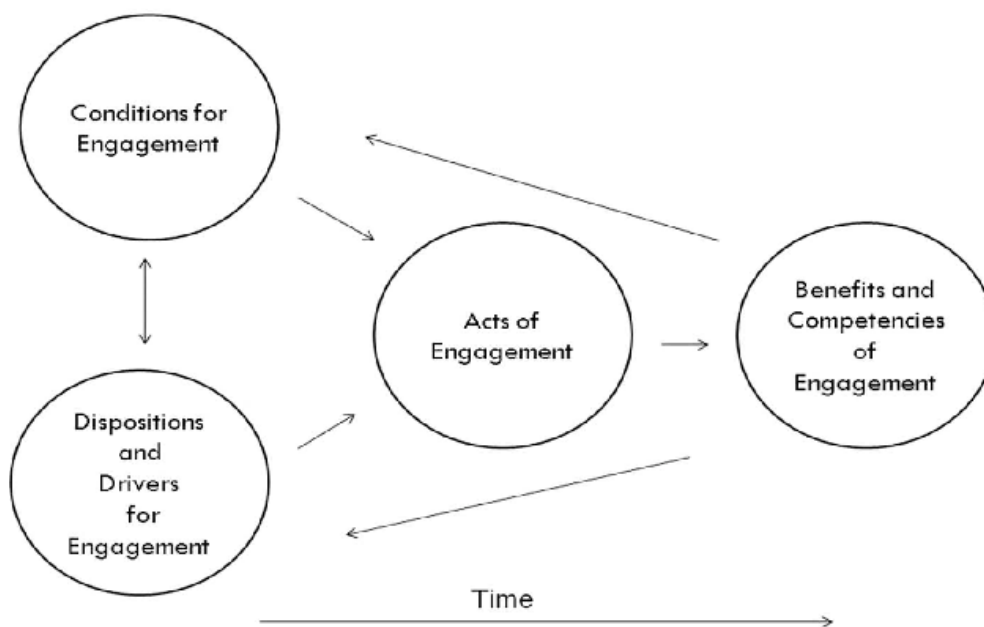 Conditions for
Engagement
Acts of
Engagement
Benefits and
Competencies
of
Engagement
Dispositions
and
Drivers
for
Engagement
Time